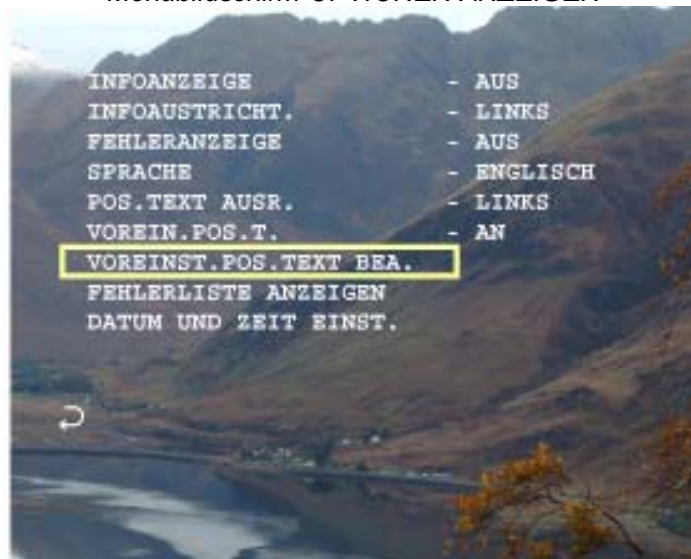 INFOANZEIGE - AUS
INFOAUSTRICHT. - LINKS
FEHLERANZEIGE - AUS
SPRACHE - ENGLISCH
POS.TEXT AUSR. - LINKS
VOREIN.POS.T. - AN
VOREINST.POS.TEXT BEA.
FEHLERLISTE ANZEIGEN
DATUM UND ZEIT EINST.